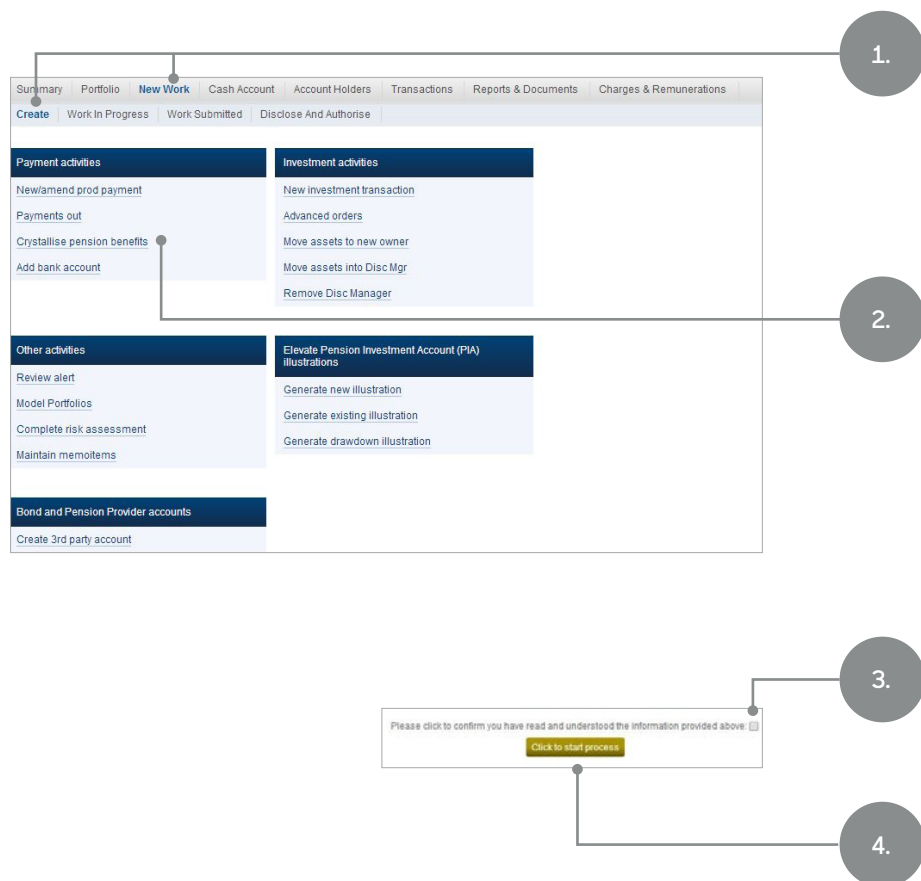 1.
Summary Portfolio New Work Cash Account Account Holders Transactions Reports & Documents Charges & Remunerations
Create Work In Progress Work Submitted Disclose And Authorise
Payment activities
New/amend prod payment
Payments out
Crystallise pension benefits
Add bank account
Investment activities
New investment transaction
Advanced orders
Move assets to new owner
Move assets into Disc Mgr
Remove Disc Manager
2.
Other activities
Review alert
Model Portfolios
Complete risk assessment
Maintain memoitems
Elevate Pension Investment Account (PIA)
illustrations
Generate new illustration
Generate existing illustration
Generate drawdown illustration
Bond and Pension Provider accounts
Create 3rd party account
3.
Please click to confirm you have read and understood the information provided above:
Click to start process
4.